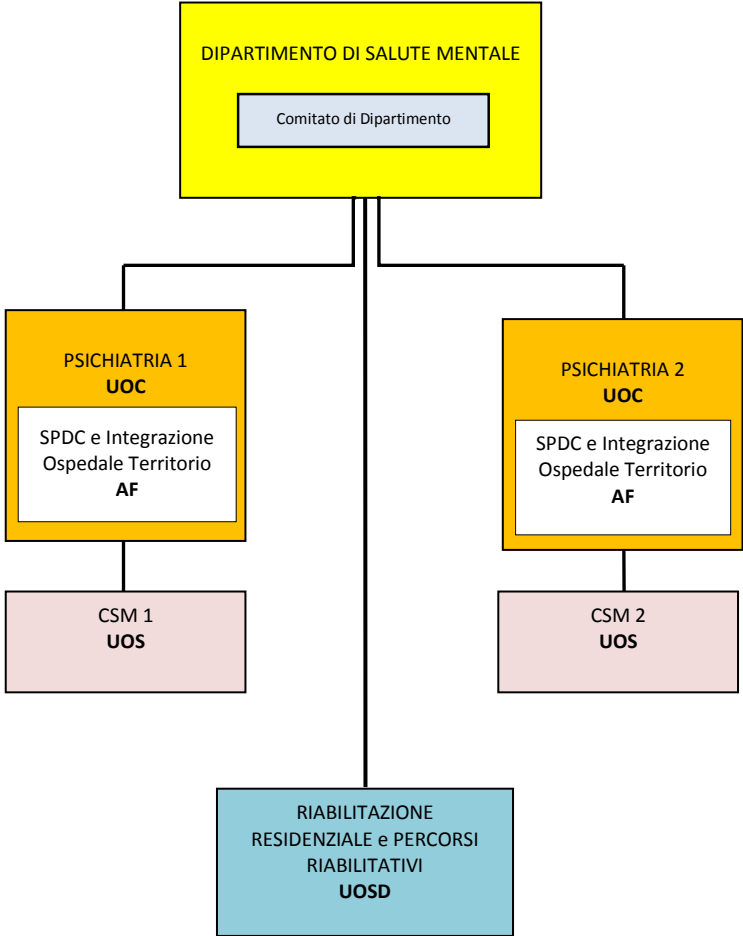 DIPARTIMENTO DI SALUTE MENTALE
Comitato di Dipartimento
PSICHIATRIA 1
UOC
SPDC e Integrazione
Ospedale Territorio
AF
PSICHIATRIA 2
UOC
SPDC e Integrazione
Ospedale Territorio
AF
CSM 1
UOS
CSM 2
UOS
RIABILITAZIONE
RESIDENZIALE e PERCORSI
RIABILITATIVI
UOSD